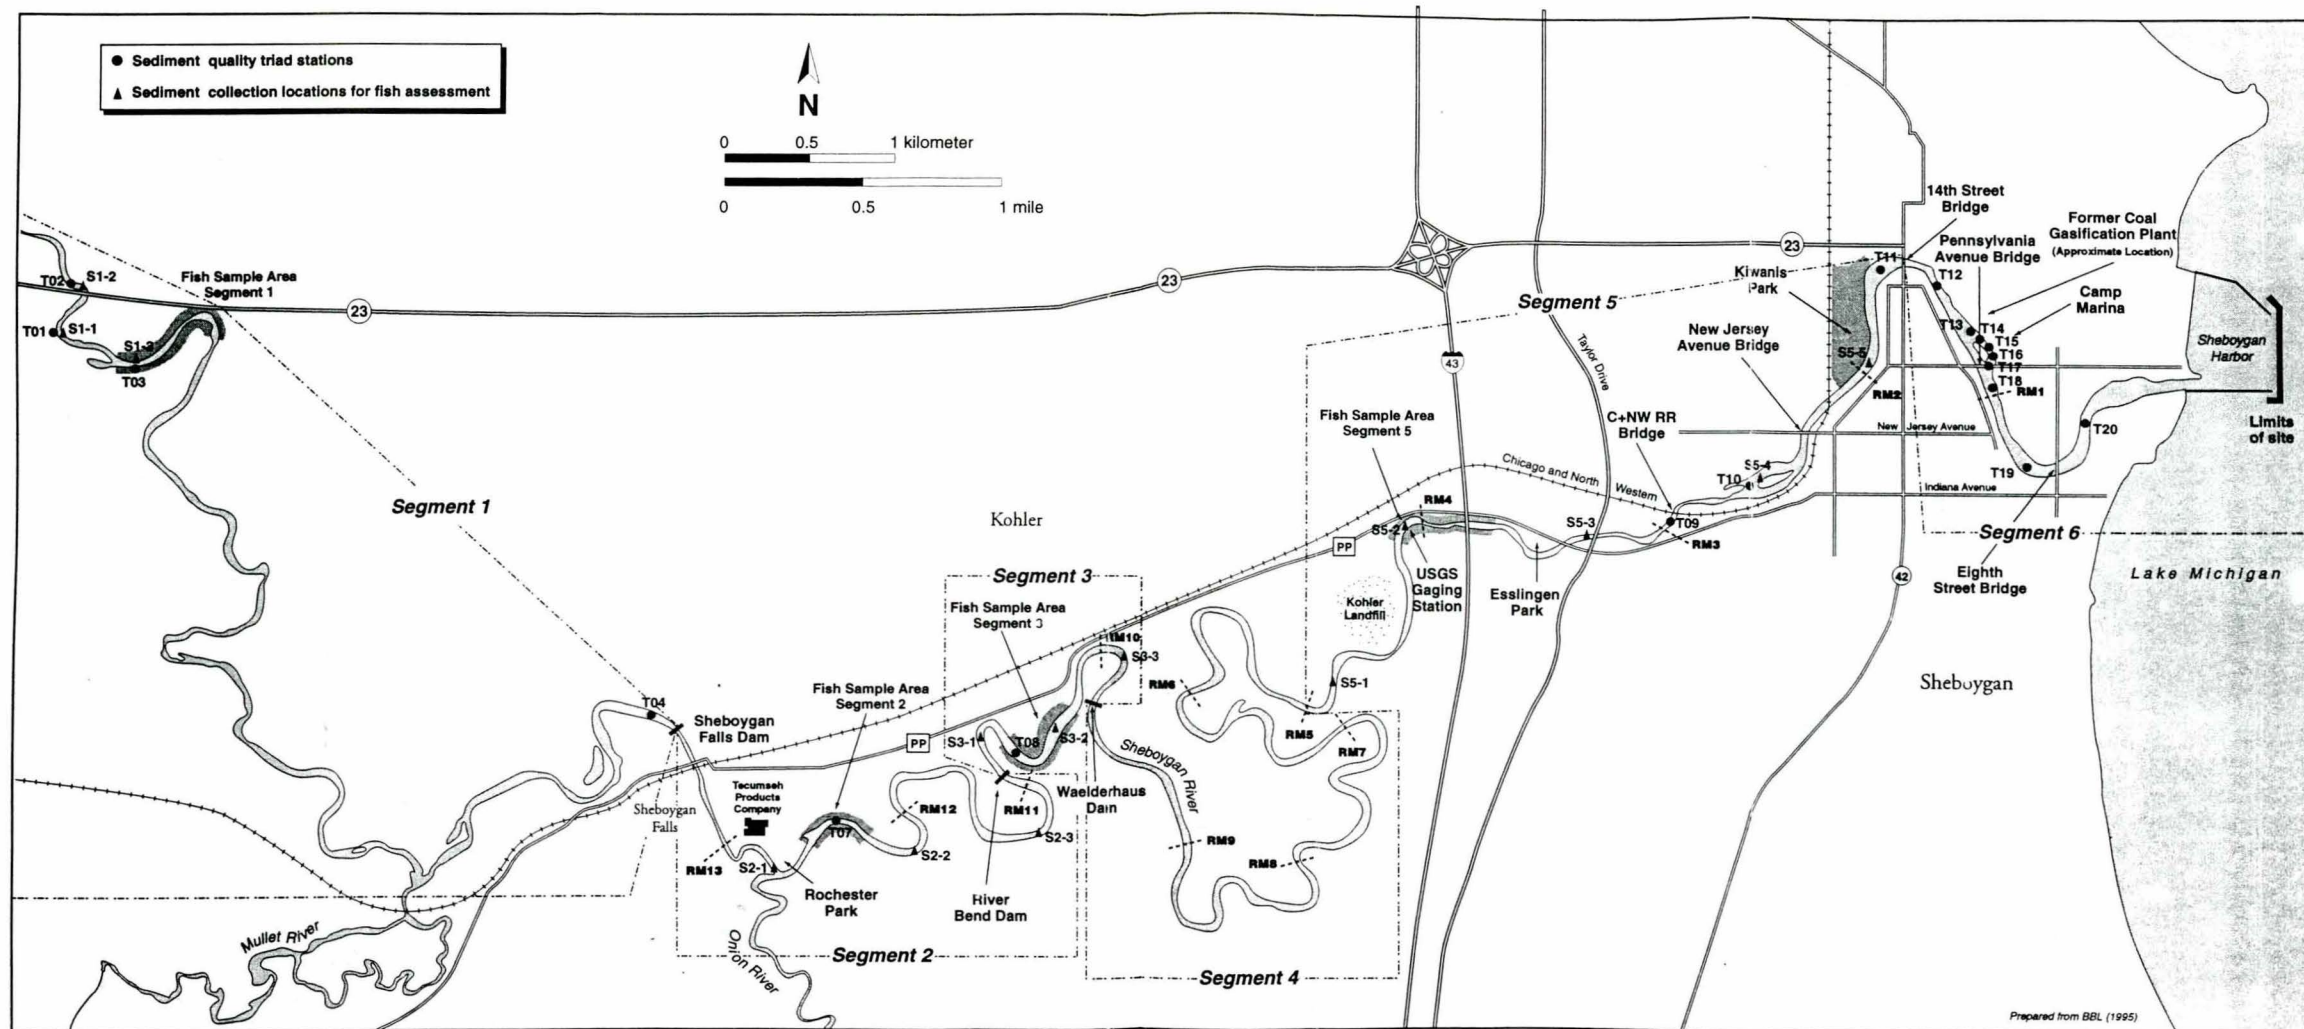 Sediment quality triad stations
Sediment collection locations for fish assessment
N
0 0.5 1 kilometer
0 0.5 1 mile
T02 S1-2
T01 S1-1
S1-3
T03
Fish Sample Area
Segment 1
23
23
23
Segment 1
Segment 5
Kohler
43
Taylor Drive
Kiwanis
Park
14th Street
Bridge
Former Coal
Gasification Plant
(Approximate Location)
Pennsylvania
Avenue Bridge
Camp
Marina
T11
T12
T13
T14
T15
T16
T17
T18
RM1
RM2
S5-5
New Jersey
Avenue Bridge
New Jersey Avenue
Sheboygan
Harbor
Limits
of site
T20
T19
Indiana Avenue
Segment 6
Eighth
Street Bridge
Lake Michigan
42
Sheboygan
C+NW RR
Bridge
S5-4
T10
T09
RM3
S5-3
Esslingen
Park
Chicago and North Western
Fish Sample Area
Segment 5
RM4
S5-2
USGS
Gaging
Station
PP
Kohler
Landfill
S5-1
RM5
RM6
RM7
RM8
RM9
Sheboygan River
Segment 4
Segment 3
Fish Sample Area
Segment 3
RM10
S3-3
S3-2
S3-1
T08
Waelderhaus
Dam
RM11
River
Bend Dam
PP
Fish Sample Area
Segment 2
T07
RM12
S2-3
S2-2
S2-1
Rochester
Park
Segment 2
Tecumseh
Products
Company
RM13
T04
Sheboygan
Falls Dam
Sheboygan
Falls
Onion River
Mullet River
Prepared from BBL (1995)